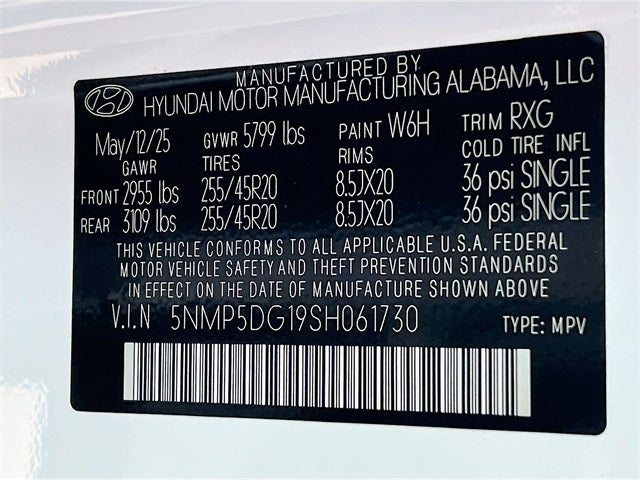 MANUFACTURED BY
HYUNDAI MOTOR MANUFACTURING ALABAMA, LLC
May/12/25 GVWR 5799 lbs PAINT W6H TRIM RXG
GAWR TIRES RIMS COLD TIRE INFL
FRONT 2955 lbs 255/45R20 8.5JX20 36 psi SINGLE
REAR 3109 lbs 255/45R20 8.5JX20 36 psi SINGLE
THIS VEHICLE CONFORMS TO ALL APPLICABLE U.S.A. FEDERAL
MOTOR VEHICLE SAFETY AND THEFT PREVENTION STANDARDS
IN EFFECT ON THE DATE OF MANUFACTURE SHOWN ABOVE
V.I.N 5NMP5DG19SH061730 TYPE: MPV